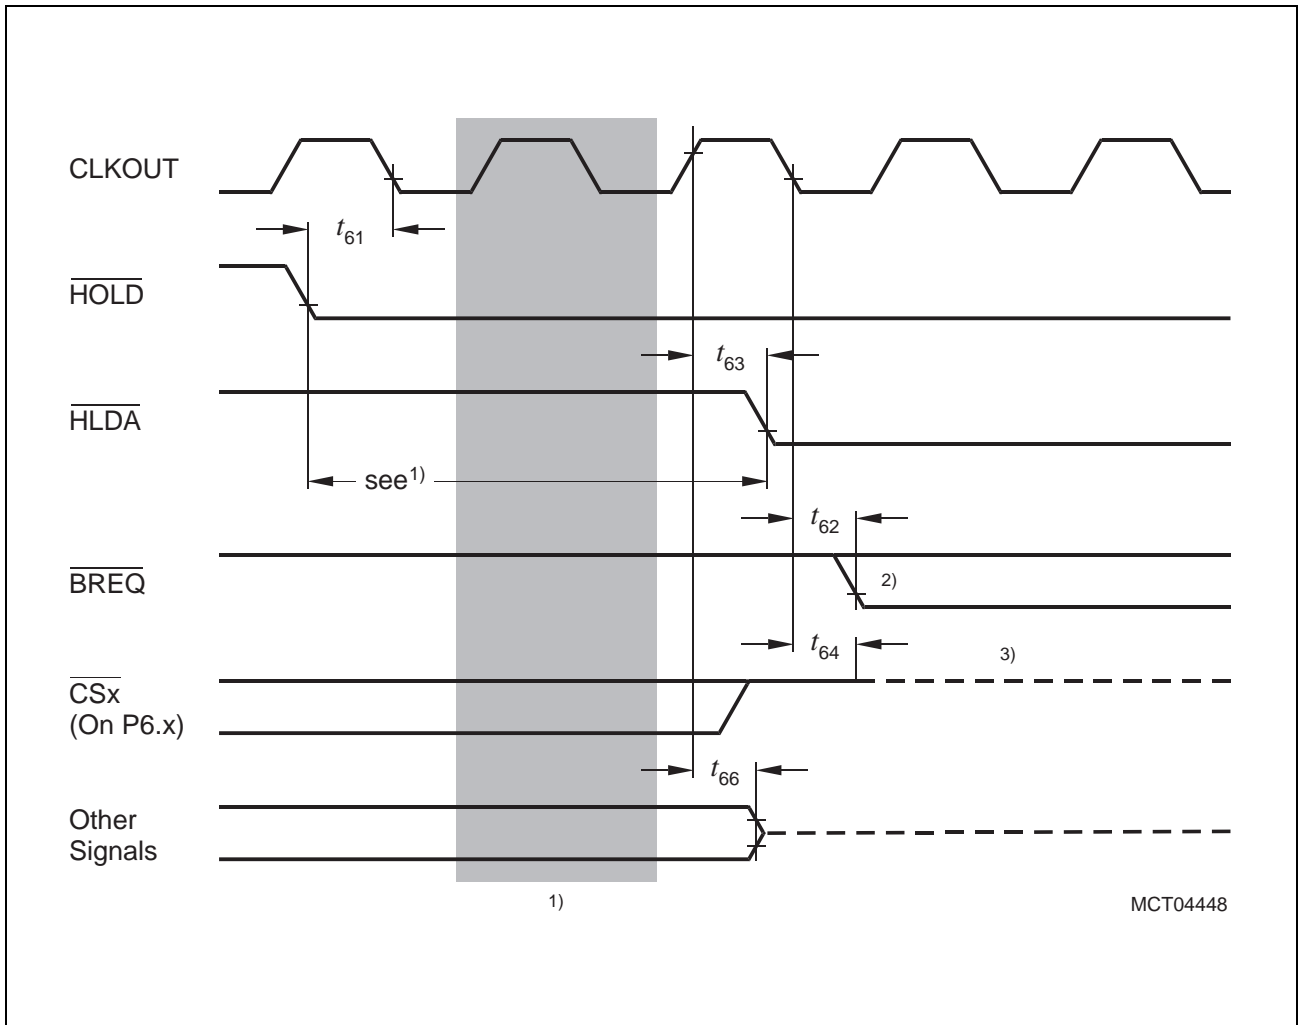 CLKOUT
t61
HOLD
t63
HLDA
see1)
t62
BREQ
2)
t64
3)
CSx
(On P6.x)
t66
Other
Signals
1)
MCT04448